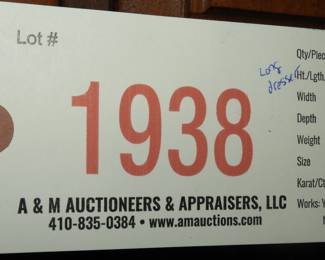 Lot #
1938
long
dresser
A & M AUCTIONEERS & APPRAISERS, LLC
410-835-0384 • www.amauctions.com
Qty/Piec
Ht./Lgth.
Width
Depth
Weight
Size
Karat/Ct
Works: Y